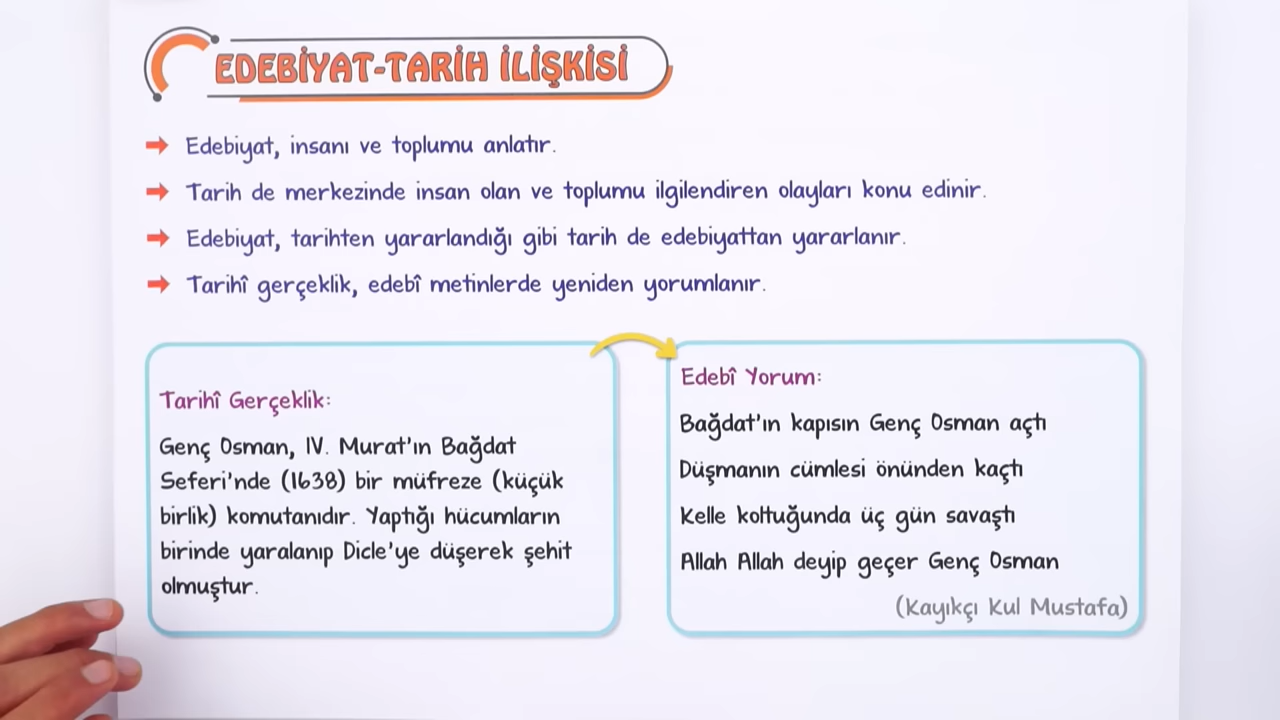 EDEBİYAT-TARİH İLİŞKİSİ
Edebiyat, insanı ve toplumu anlatır.
Tarih de merkezinde insan olan ve toplumu ilgilendiren olayları konu edinir.
Edebiyat, tarihten yararlandığı gibi tarih de edebiyattan yararlanır.
Tarihî gerçeklik, edebî metinlerde yeniden yorumlanır.
Tarihî Gerçeklik:
Genç Osman, IV. Murat'ın Bağdat
Seferi'nde (1638) bir müfreze (küçük
birlik) komutanıdır. Yaptığı hücumların
birinde yaralanıp Dicle'ye düşerek şehit
olmuştur.
Edebî Yorum:
Bağdat'ın kapısın Genç Osman açtı
Düşmanın cümlesi önünden kaçtı
Kelle koltuğunda üç gün savaştı
Allah Allah deyip geçer Genç Osman
(Kayıkçı Kul Mustafa)